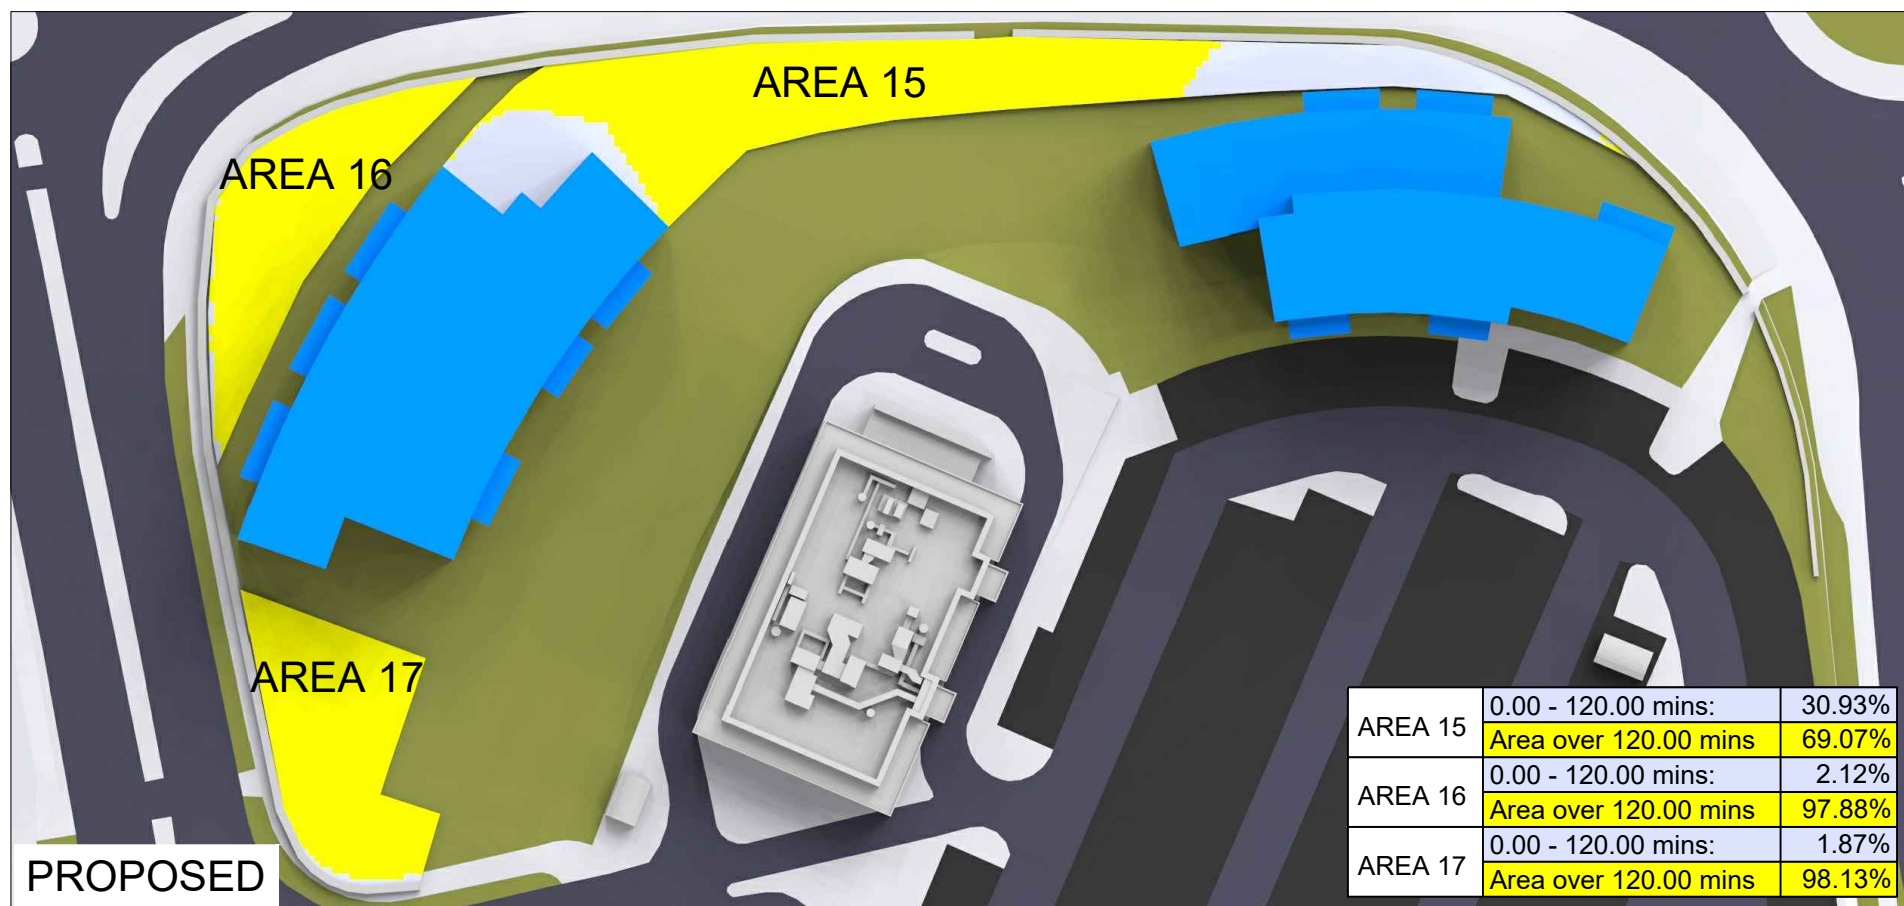 AREA 15
AREA 16
AREA 17
PROPOSED
AREA 15 0.00 - 120.00 mins: 30.93%
Area over 120.00 mins 69.07%
AREA 16 0.00 - 120.00 mins: 2.12%
Area over 120.00 mins 97.88%
AREA 17 0.00 - 120.00 mins: 1.87%
Area over 120.00 mins 98.13%